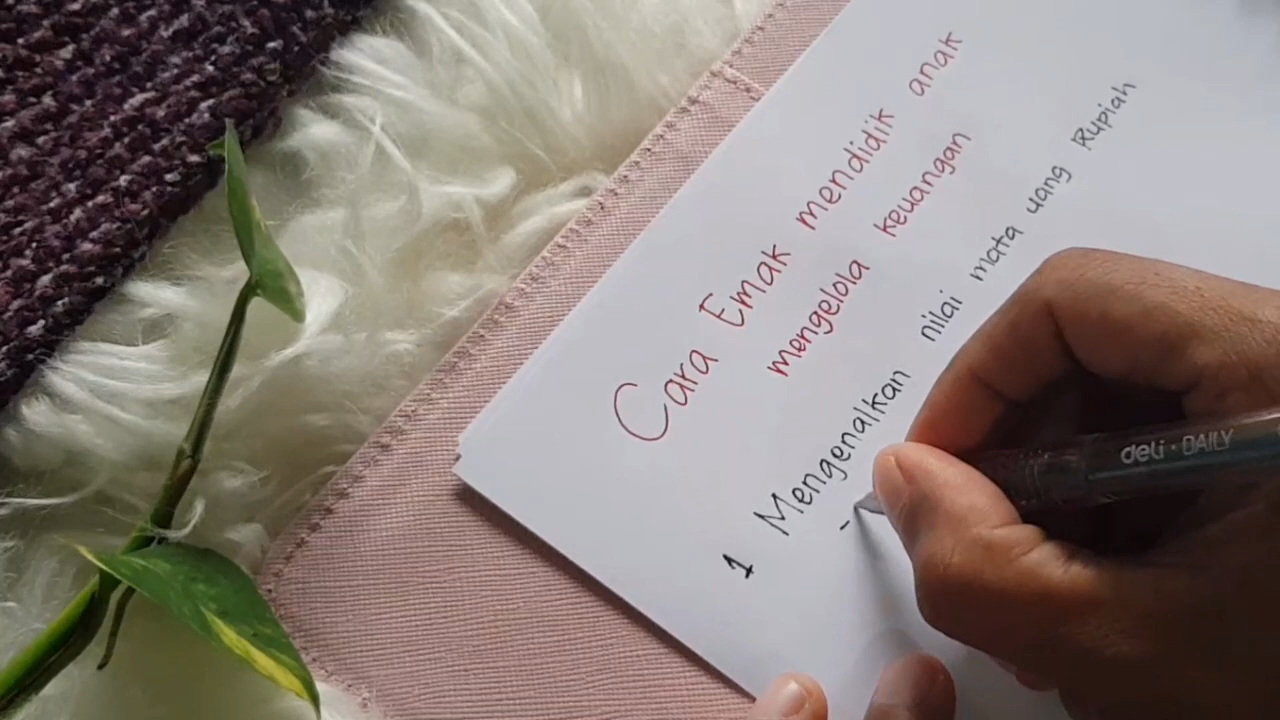 Cara Emak mendidik anak
mengelola keuangan
1 Mengenalkan nilai mata uang Rupiah
-
deli · DAILY